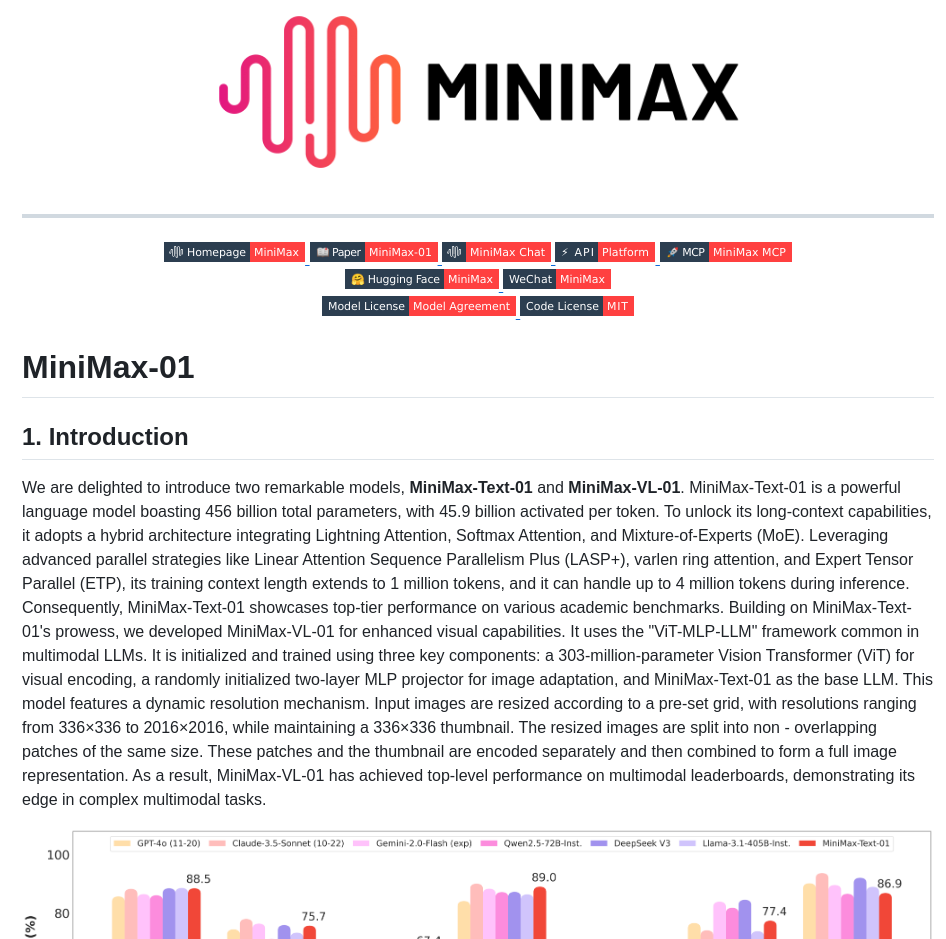 MINIMAX
Homepage MiniMax Paper MiniMax-01 MiniMax Chat API Platform MCP MiniMax MCP
Hugging Face MiniMax WeChat MiniMax
Model License Model Agreement Code License MIT
MiniMax-01
1. Introduction
We are delighted to introduce two remarkable models, MiniMax-Text-01 and MiniMax-VL-01. MiniMax-Text-01 is a powerful
language model boasting 456 billion total parameters, with 45.9 billion activated per token. To unlock its long-context capabilities,
it adopts a hybrid architecture integrating Lightning Attention, Softmax Attention, and Mixture-of-Experts (MoE). Leveraging
advanced parallel strategies like Linear Attention Sequence Parallelism Plus (LASP+), varlen ring attention, and Expert Tensor
Parallel (ETP), its training context length extends to 1 million tokens, and it can handle up to 4 million tokens during inference.
Consequently, MiniMax-Text-01 showcases top-tier performance on various academic benchmarks. Building on MiniMax-Text-
01's prowess, we developed MiniMax-VL-01 for enhanced visual capabilities. It uses the "ViT-MLP-LLM" framework common in
multimodal LLMs. It is initialized and trained using three key components: a 303-million-parameter Vision Transformer (ViT) for
visual encoding, a randomly initialized two-layer MLP projector for image adaptation, and MiniMax-Text-01 as the base LLM. This
model features a dynamic resolution mechanism. Input images are resized according to a pre-set grid, with resolutions ranging
from 336×336 to 2016×2016, while maintaining a 336×336 thumbnail. The resized images are split into non - overlapping
patches of the same size. These patches and the thumbnail are encoded separately and then combined to form a full image
representation. As a result, MiniMax-VL-01 has achieved top-level performance on multimodal leaderboards, demonstrating its
edge in complex multimodal tasks.
GPT-4o (11-20) Claude-3.5-Sonnet (10-22) Gemini-2.0-Flash (exp) Qwen2.5-72B-Inst. DeepSeek V3 Llama-3.1-405B-Inst. MiniMax-Text-01
100
88.5 89.0 86.9
80 75.7 77.4
(%)